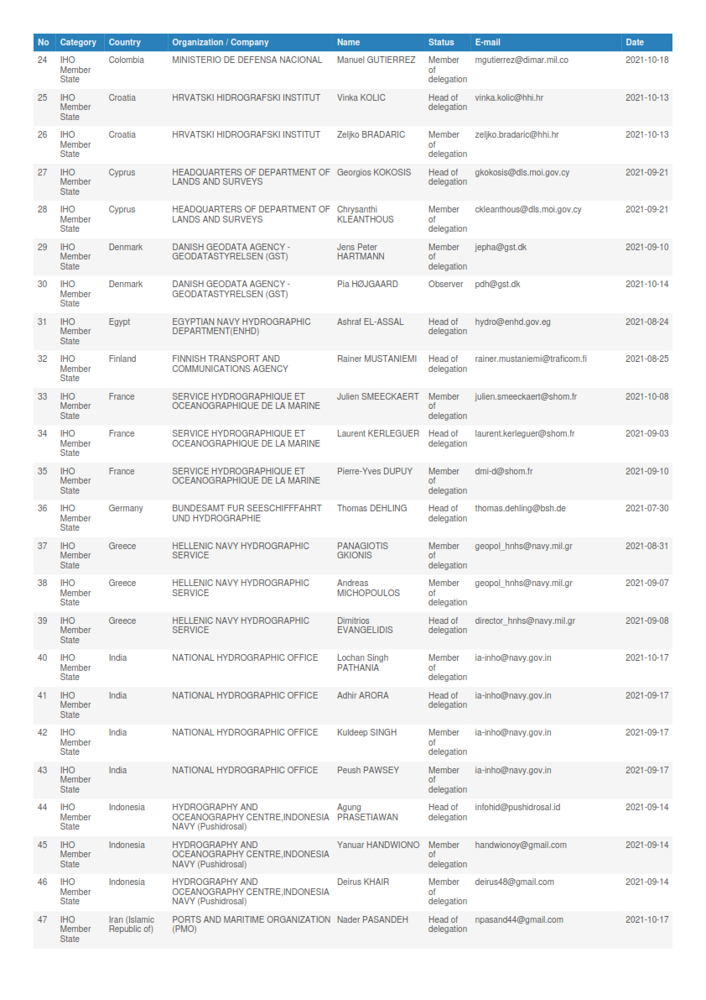 No Category Country Organization / Company Name Status E-mail Date
24 IHO Colombia MINISTERIO DE DEFENSA NACIONAL Manuel GUTIERREZ Member mgutierrez@dimar.mil.co 2021-10-18
Member of
State delegation
25 IHO Croatia HRVATSKI HIDROGRAFSKI INSTITUT Vinka KOLIC Head of vinka.kolic@hhi.hr 2021-10-13
Member delegation
State
26 IHO Croatia HRVATSKI HIDROGRAFSKI INSTITUT Zeljko BRADARIC Member zeljko.bradaric@hhi.hr 2021-10-13
Member of
State delegation
27 IHO Cyprus HEADQUARTERS OF DEPARTMENT OF Georgios KOKOSIS Head of gkokosis@dls.moi.gov.cy 2021-09-21
Member LANDS AND SURVEYS delegation
State
28 IHO Cyprus HEADQUARTERS OF DEPARTMENT OF Chrysanthi Member ckleanthous@dls.moi.gov.cy 2021-09-21
Member LANDS AND SURVEYS KLEANTHOUS of
State delegation
29 IHO Denmark DANISH GEODATA AGENCY - Jens Peter Member jepha@gst.dk 2021-09-10
Member GEODATASTYRELSEN (GST) HARTMANN of
State delegation
30 IHO Denmark DANISH GEODATA AGENCY - Pia HØJGAARD Observer pdh@gst.dk 2021-10-14
Member GEODATASTYRELSEN (GST)
State
31 IHO Egypt EGYPTIAN NAVY HYDROGRAPHIC Ashraf EL-ASSAL Head of hydro@enhd.gov.eg 2021-08-24
Member DEPARTMENT(ENHD) delegation
State
32 IHO Finland FINNISH TRANSPORT AND Rainer MUSTANIEMI Head of rainer.mustaniemi@traficom.fi 2021-08-25
Member COMMUNICATIONS AGENCY delegation
State
33 IHO France SERVICE HYDROGRAPHIQUE ET Julien SMEECKAERT Member julien.smeeckaert@shom.fr 2021-10-08
Member OCEANOGRAPHIQUE DE LA MARINE of
State delegation
34 IHO France SERVICE HYDROGRAPHIQUE ET Laurent KERLEGUER Head of laurent.kerleguer@shom.fr 2021-09-03
Member OCEANOGRAPHIQUE DE LA MARINE delegation
State
35 IHO France SERVICE HYDROGRAPHIQUE ET Pierre-Yves DUPUY Member dmi-d@shom.fr 2021-09-10
Member OCEANOGRAPHIQUE DE LA MARINE of
State delegation
36 IHO Germany BUNDESAMT FUR SEESCHIFFFAHRT Thomas DEHLING Head of thomas.dehling@bsh.de 2021-07-30
Member UND HYDROGRAPHIE delegation
State
37 IHO Greece HELLENIC NAVY HYDROGRAPHIC PANAGIOTIS Member geopol_hnhs@navy.mil.gr 2021-08-31
Member SERVICE GKIONIS of
State delegation
38 IHO Greece HELLENIC NAVY HYDROGRAPHIC Andreas Member geopol_hnhs@navy.mil.gr 2021-09-07
Member SERVICE MICHOPOULOS of
State delegation
39 IHO Greece HELLENIC NAVY HYDROGRAPHIC Dimitrios Head of director_hnhs@navy.mil.gr 2021-09-08
Member SERVICE EVANGELIDIS delegation
State
40 IHO India NATIONAL HYDROGRAPHIC OFFICE Lochan Singh Member ia-inho@navy.gov.in 2021-10-17
Member PATHANIA of
State delegation
41 IHO India NATIONAL HYDROGRAPHIC OFFICE Adhir ARORA Head of ia-inho@navy.gov.in 2021-09-17
Member delegation
State
42 IHO India NATIONAL HYDROGRAPHIC OFFICE Kuldeep SINGH Member ia-inho@navy.gov.in 2021-09-17
Member of
State delegation
43 IHO India NATIONAL HYDROGRAPHIC OFFICE Peush PAWSEY Member ia-inho@navy.gov.in 2021-09-17
Member of
State delegation
44 IHO Indonesia HYDROGRAPHY AND Agung Head of infohid@pushidrosal.id 2021-09-14
Member OCEANOGRAPHY CENTRE,INDONESIA PRASETIAWAN delegation
State NAVY (Pushidrosal)
45 IHO Indonesia HYDROGRAPHY AND Yanuar HANDWIONO Member handwionoy@gmail.com 2021-09-14
Member OCEANOGRAPHY CENTRE,INDONESIA of
State NAVY (Pushidrosal) delegation
46 IHO Indonesia HYDROGRAPHY AND Deirus KHAIR Member deirus48@gmail.com 2021-09-14
Member OCEANOGRAPHY CENTRE,INDONESIA of
State NAVY (Pushidrosal) delegation
47 IHO Iran (Islamic PORTS AND MARITIME ORGANIZATION Nader PASANDEH Head of npasand44@gmail.com 2021-10-17
Member Republic of) (PMO) delegation
State